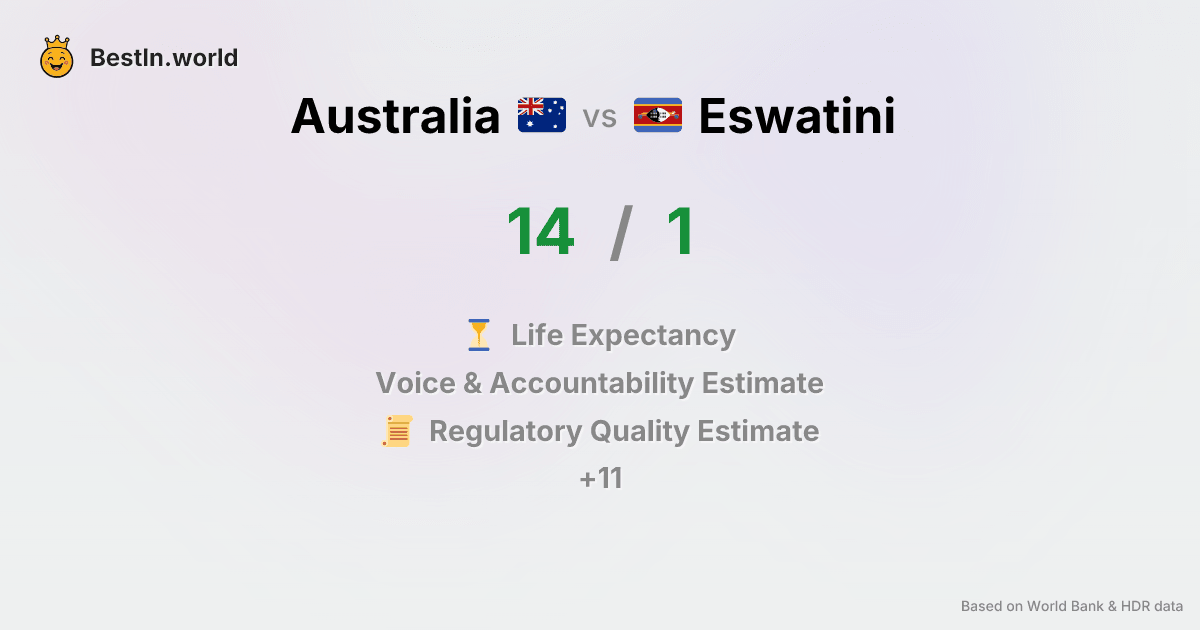 BestIn.world
Australia vs Eswatini
14 / 1
Life Expectancy
Voice & Accountability Estimate
Regulatory Quality Estimate
+11
Based on World Bank & HDR data